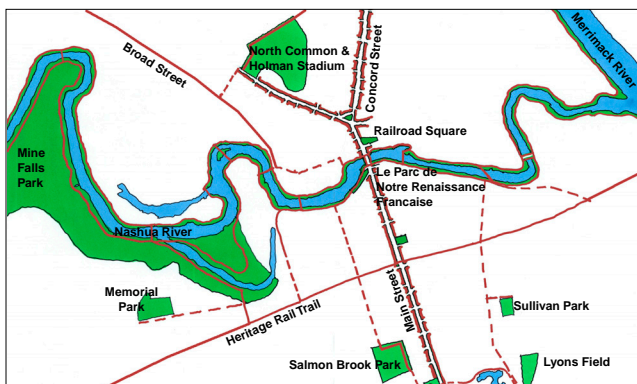 Broad Street
North Common &
Holman Stadium
Concord Street
Merrimack River
Railroad Square
Mine
Falls
Park
Le Parc de
Notre Renaissance
Francaise
Nashua River
Memorial
Park
Heritage Rail Trail
Main Street
Sullivan Park
Salmon Brook Park
Lyons Field